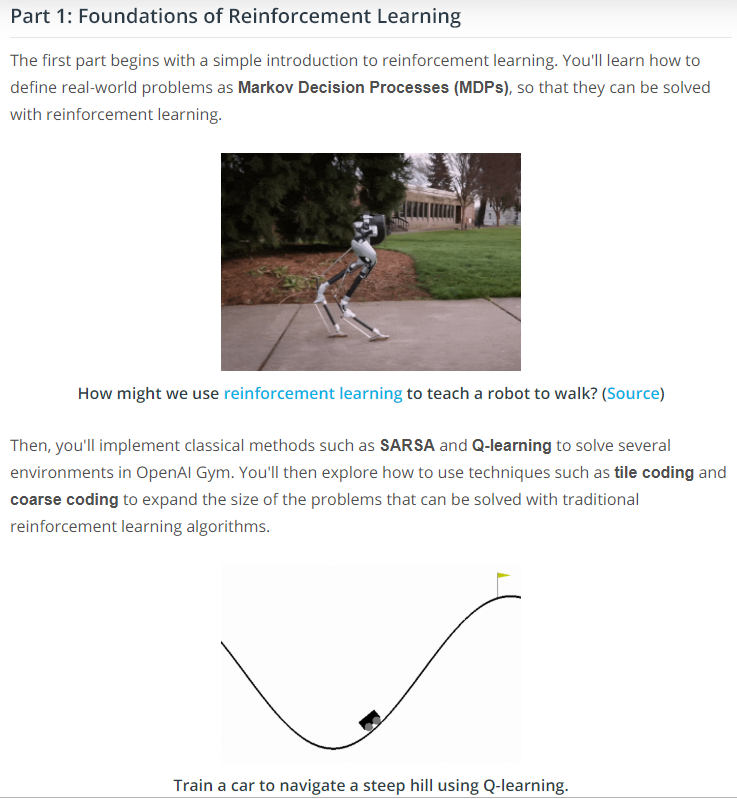 Part 1: Foundations of Reinforcement Learning
The first part begins with a simple introduction to reinforcement learning. You'll learn how to
define real-world problems as Markov Decision Processes (MDPs), so that they can be solved
with reinforcement learning.
How might we use reinforcement learning to teach a robot to walk? (Source)
Then, you'll implement classical methods such as SARSA and Q-learning to solve several
environments in OpenAI Gym. You'll then explore how to use techniques such as tile coding and
coarse coding to expand the size of the problems that can be solved with traditional
reinforcement learning algorithms.
Train a car to navigate a steep hill using Q-learning.